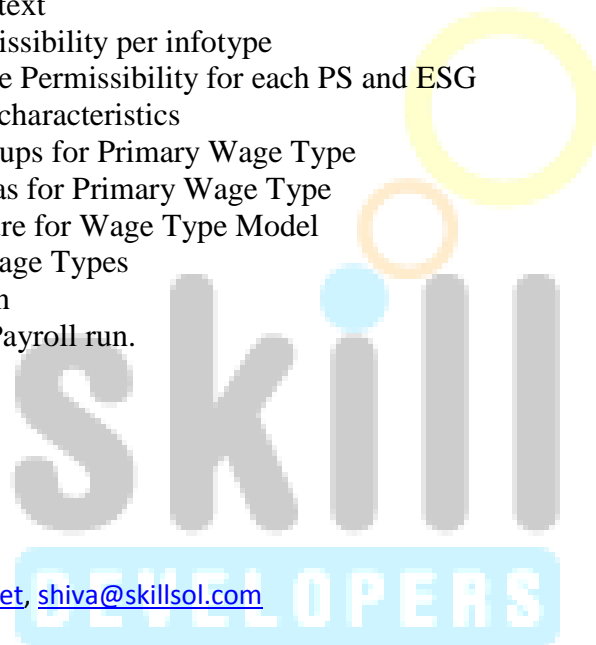 text
issibility per infotype
e Permissibility for each PS and ESG
characteristics
ups for Primary Wage Type
as for Primary Wage Type
re for Wage Type Model
age Types
n
Payroll run.
skill
et, shiva@skillsol.com
DEVELOPERS